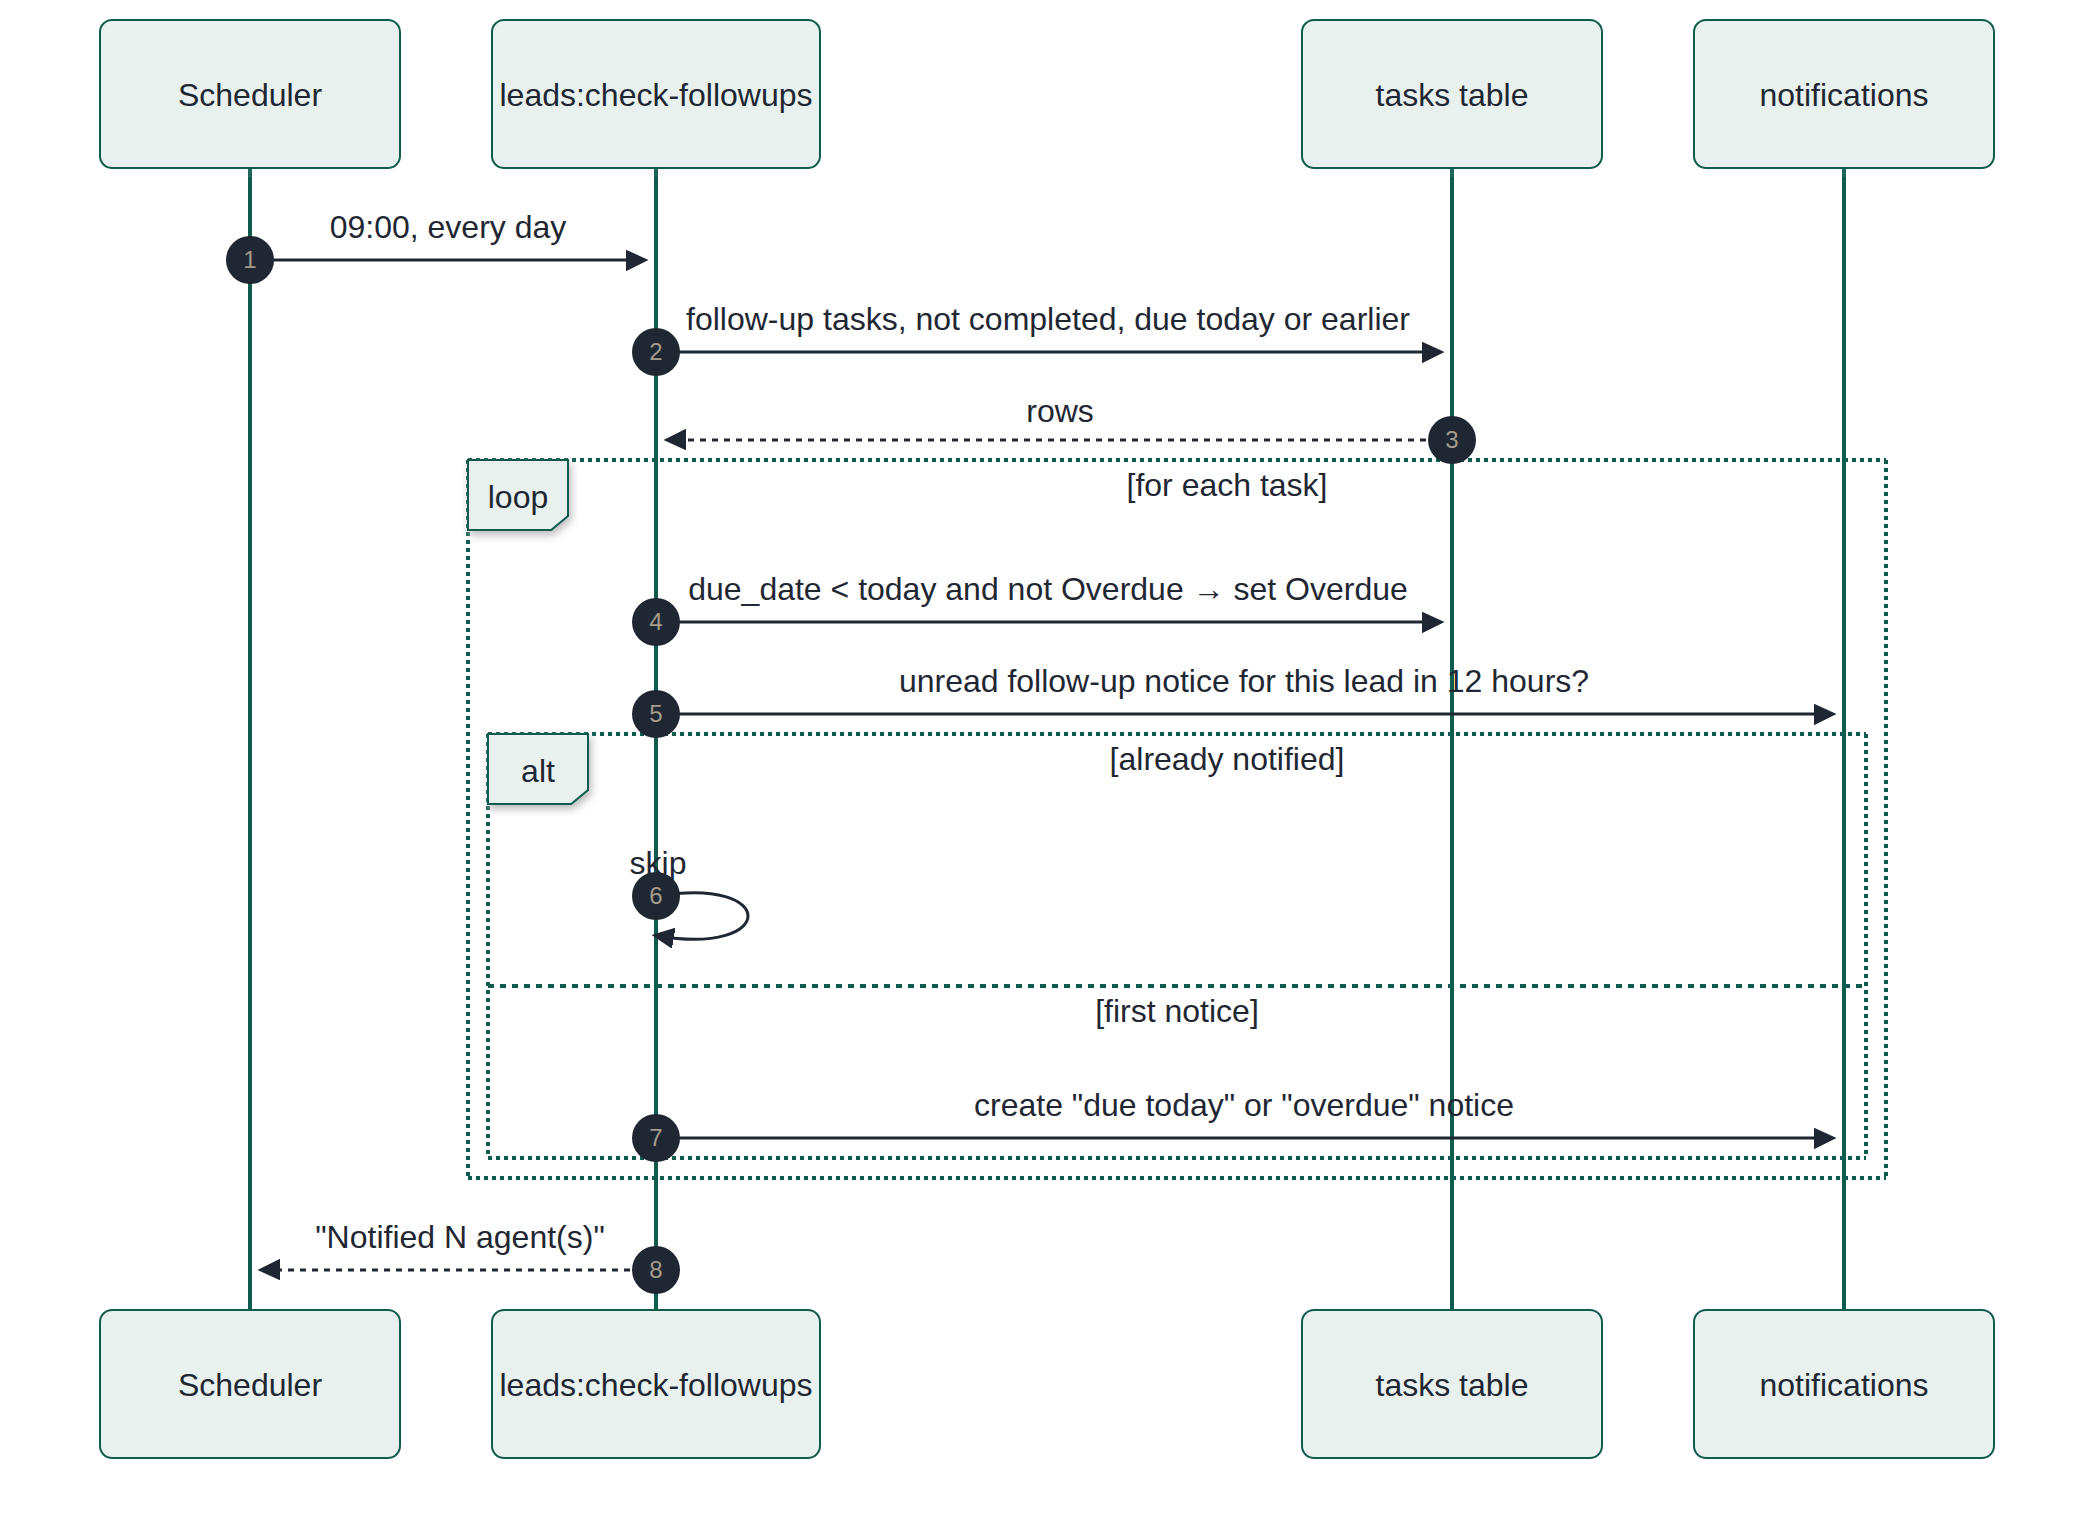 Scheduler
leads:check-followups
tasks table
notifications
09:00, every day
1
follow-up tasks, not completed, due today or earlier
2
rows
3
loop
[for each task]
due_date < today and not Overdue → set Overdue
4
unread follow-up notice for this lead in 12 hours?
5
alt
[already notified]
skip
6
[first notice]
create "due today" or "overdue" notice
7
"Notified N agent(s)"
8
Scheduler
leads:check-followups
tasks table
notifications